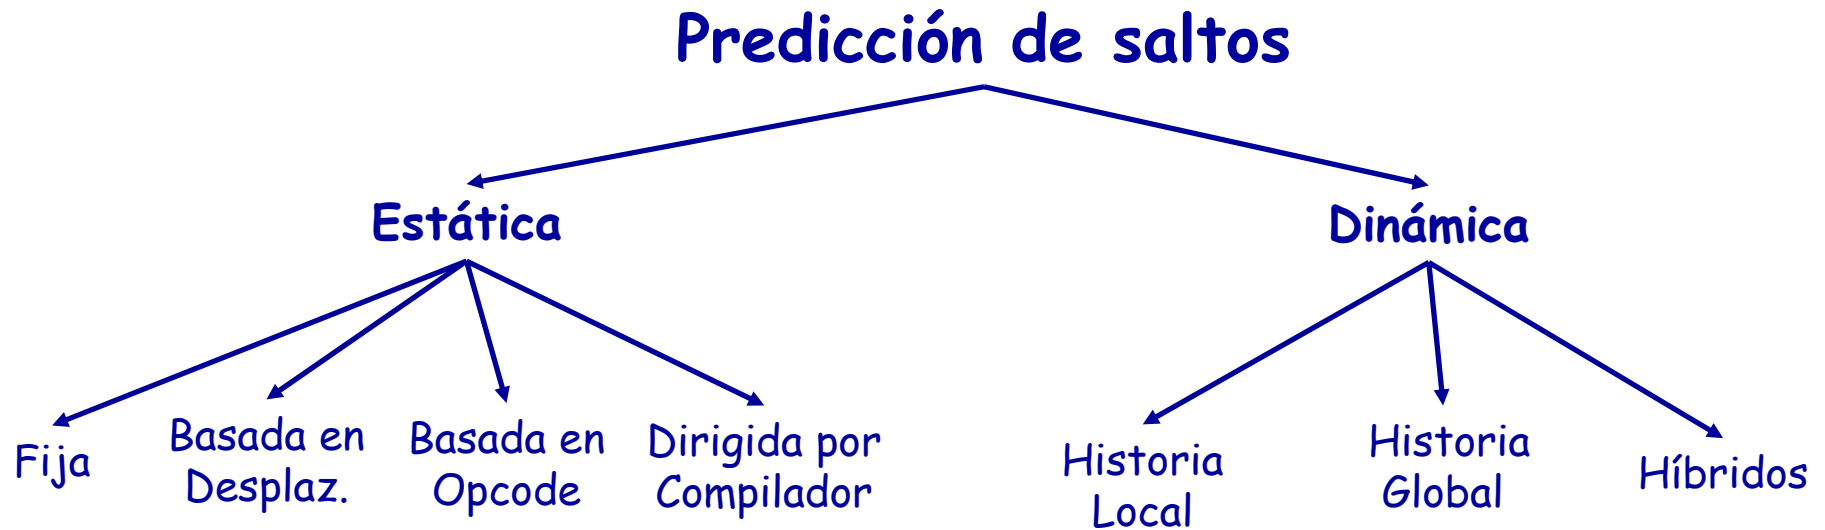 Predicción de saltos
Estática
Dinámica
Fija
Basada en
Desplaz.
Basada en
Opcode
Dirigida por
Compilador
Historia
Local
Historia
Global
Híbridos